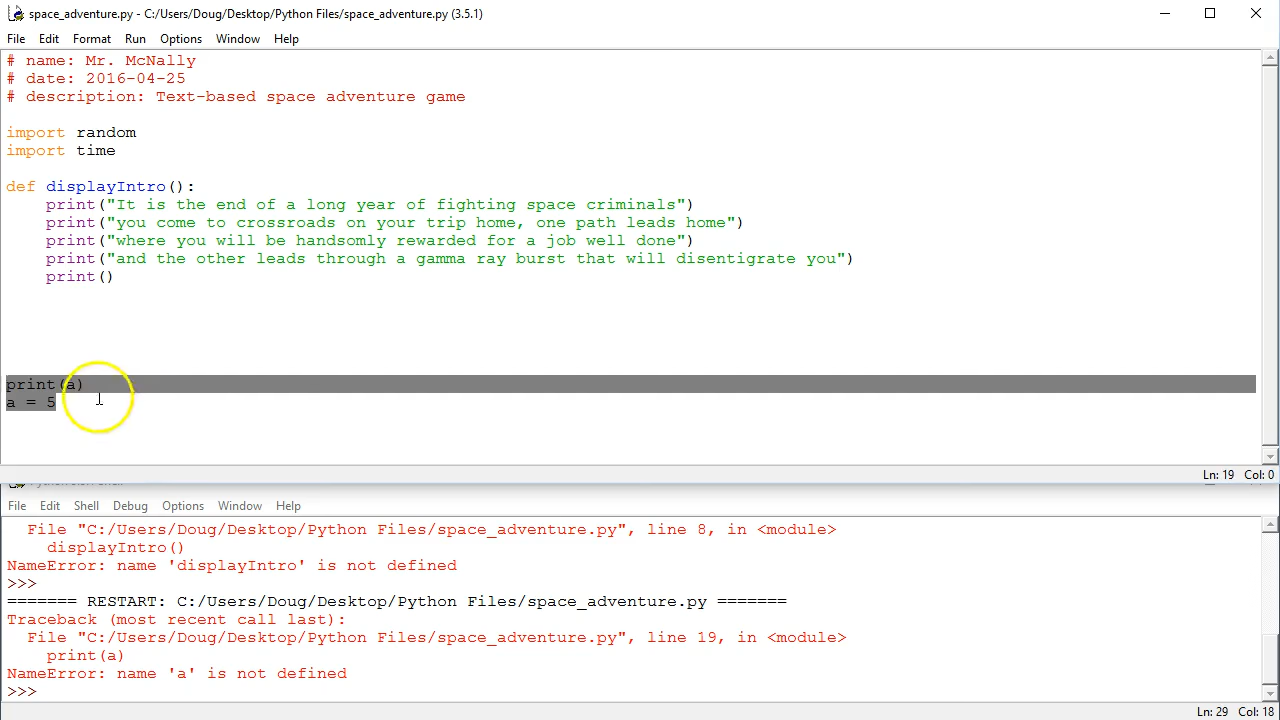 space_adventure.py - C:/Users/Doug/Desktop/Python Files/space_adventure.py (3.5.1)
File Edit Format Run Options Window Help
# name: Mr. McNally
# date: 2016-04-25
# description: Text-based space adventure game
import random
import time
def displayIntro():
print("It is the end of a long year of fighting space criminals")
print("you come to crossroads on your trip home, one path leads home")
print("where you will be handsomly rewarded for a job well done")
print("and the other leads through a gamma ray burst that will disentigrate you")
print()
print(a)
a = 5
Ln: 19 Col: 0
File Edit Shell Debug Options Window Help
File "C:/Users/Doug/Desktop/Python Files/space_adventure.py", line 8, in <module>
displayIntro()
NameError: name 'displayIntro' is not defined
>>>
======= RESTART: C:/Users/Doug/Desktop/Python Files/space_adventure.py =======
Traceback (most recent call last):
File "C:/Users/Doug/Desktop/Python Files/space_adventure.py", line 19, in <module>
print(a)
NameError: name 'a' is not defined
>>>
Ln: 29 Col: 18